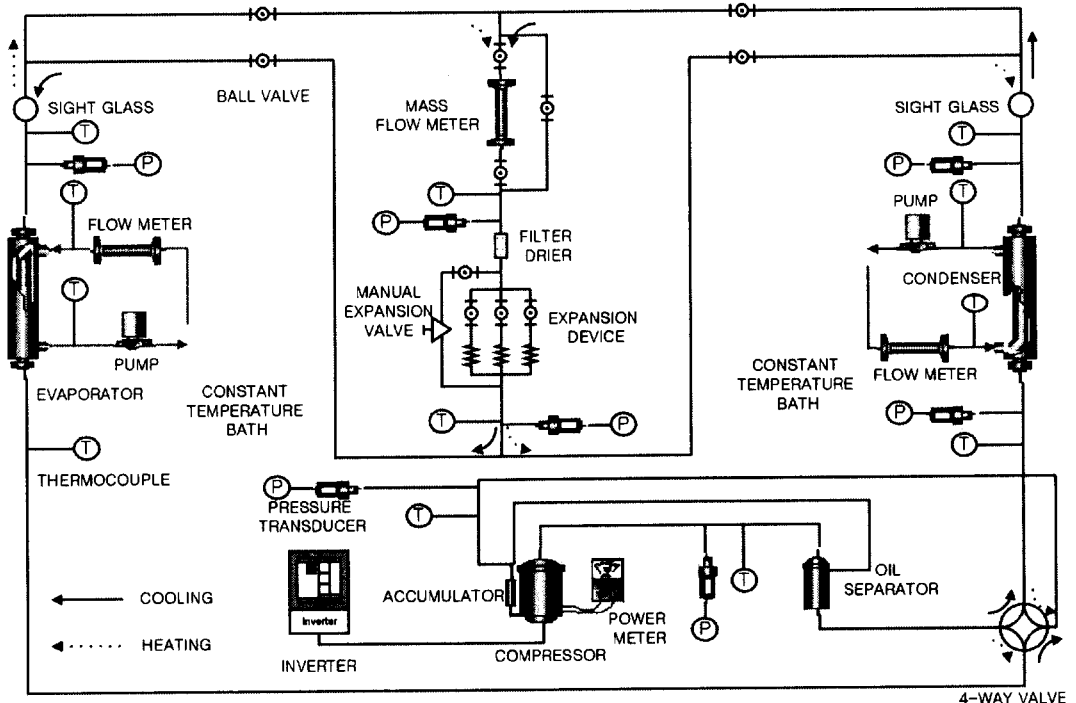 BALL VALVE
SIGHT GLASS
T
P
T
FLOW METER
T
PUMP
EVAPORATOR
CONSTANT
TEMPERATURE
BATH
T
THERMOCOUPLE
MASS
FLOW METER
T
P
FILTER
DRIER
MANUAL
EXPANSION
VALVE
EXPANSION
DEVICE
T
P
SIGHT GLASS
T
P
PUMP
T
CONDENSER
T
FLOW METER
CONSTANT
TEMPERATURE
BATH
P
T
P
PRESSURE
TRANSDUCER
T
ACCUMULATOR
POWER
METER
T
P
OIL
SEPARATOR
COOLING
HEATING
Inverter
INVERTER
COMPRESSOR
4-WAY VALVE